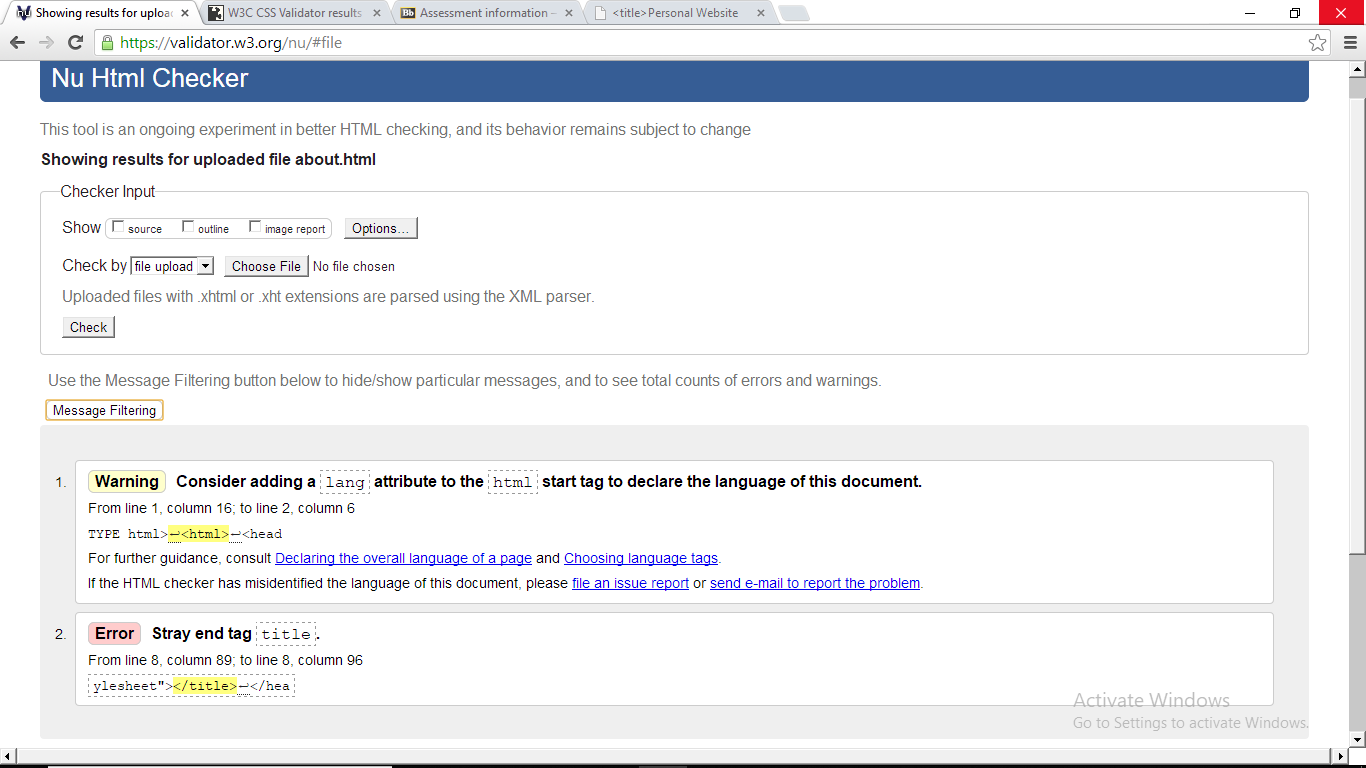 Showing results for uploa
W3C CSS Validator results
Assessment information –
<title>Personal Website
https://validator.w3.org/nu/#file
Nu Html Checker
This tool is an ongoing experiment in better HTML checking, and its behavior remains subject to change
Showing results for uploaded file about.html
Checker Input
Show source outline image report Options...
Check by file upload Choose File No file chosen
Uploaded files with .xhtml or .xht extensions are parsed using the XML parser.
Check
Use the Message Filtering button below to hide/show particular messages, and to see total counts of errors and warnings.
Message Filtering
1. Warning Consider adding a lang attribute to the html start tag to declare the language of this document.
From line 1, column 16; to line 2, column 6
TYPE html>↩<html>↩<head
For further guidance, consult Declaring the overall language of a page and Choosing language tags.
If the HTML checker has misidentified the language of this document, please file an issue report or send e-mail to report the problem.
2. Error Stray end tag title.
From line 8, column 89; to line 8, column 96
ylesheet"></title>↩</hea
Activate Windows
Go to Settings to activate Windows.